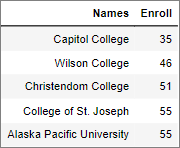 Names Enroll
Capitol College 35
Wilson College 46
Christendom College 51
College of St. Joseph 55
Alaska Pacific University 55